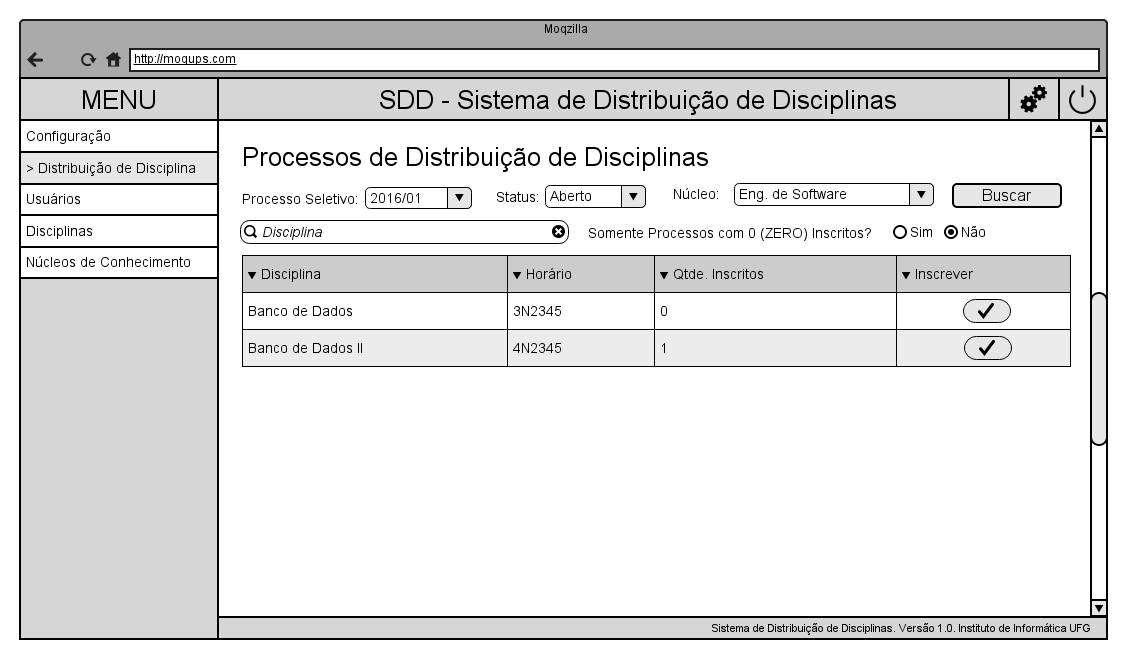 Moqzilla
http://moqups.com
MENU
SDD - Sistema de Distribuição de Disciplinas
Configuração
> Distribuição de Disciplina
Usuários
Disciplinas
Núcleos de Conhecimento
Processos de Distribuição de Disciplinas
Processo Seletivo: 2016/01 Status: Aberto Núcleo: Eng. de Software Buscar
Disciplina Somente Processos com 0 (ZERO) Inscritos? Sim Não
▼ Disciplina ▼ Horário ▼ Qtde. Inscritos ▼ Inscrever
Banco de Dados 3N2345 0
Banco de Dados II 4N2345 1
Sistema de Distribuição de Disciplinas. Versão 1.0. Instituto de Informática UFG